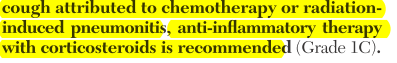 cough attributed to chemotherapy or radiation-
induced pneumonitis, anti-inflammatory therapy
with corticosteroids is recommended (Grade 1C).